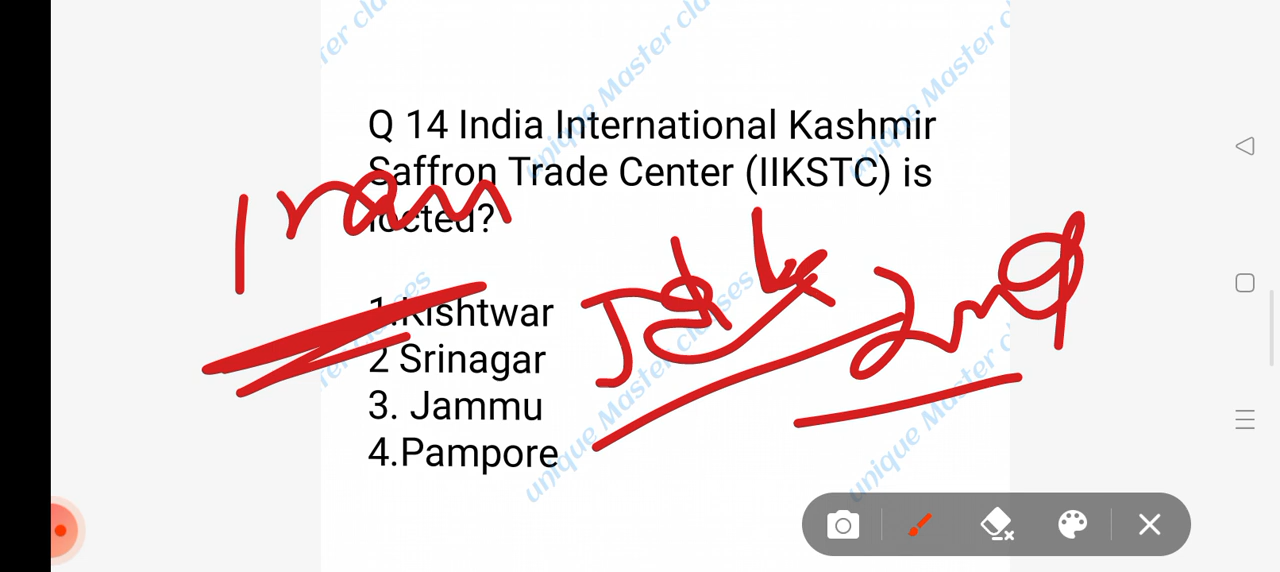 Q 14 India International Kashmir
Saffron Trade Center (IIKSTC) is
locted?
Iran
J&K 2nd
1.Kishtwar
2 Srinagar
3. Jammu
4.Pampore
unique Master classes